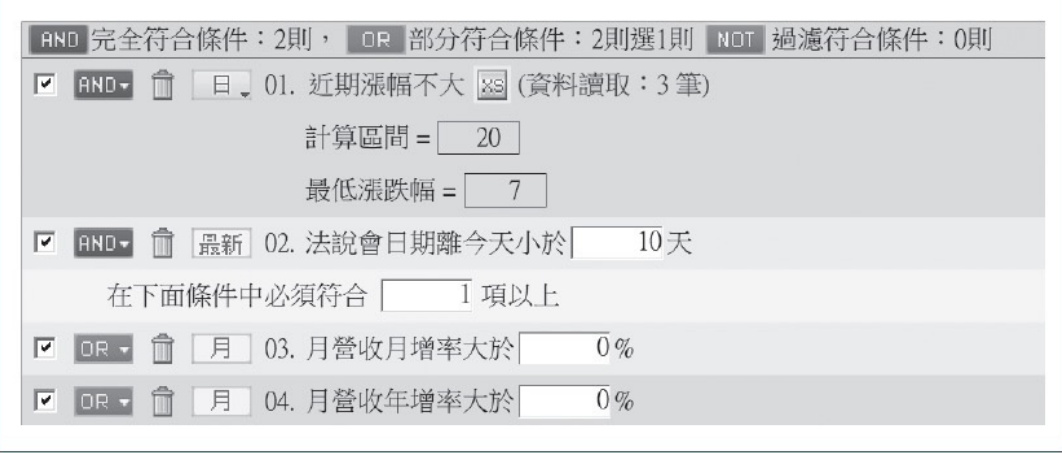 AND 完全符合條件：2則， OR 部分符合條件：2則選1則 NOT 過濾符合條件：0則
AND 日 01. 近期漲幅不大 XS (資料讀取：3 筆)
計算區間 = 20
最低漲跌幅 = 7
AND 最新 02. 法說會日期離今天小於 10 天
在下面條件中必須符合 1 項以上
OR 月 03. 月營收月增率大於 0 %
OR 月 04. 月營收年增率大於 0 %